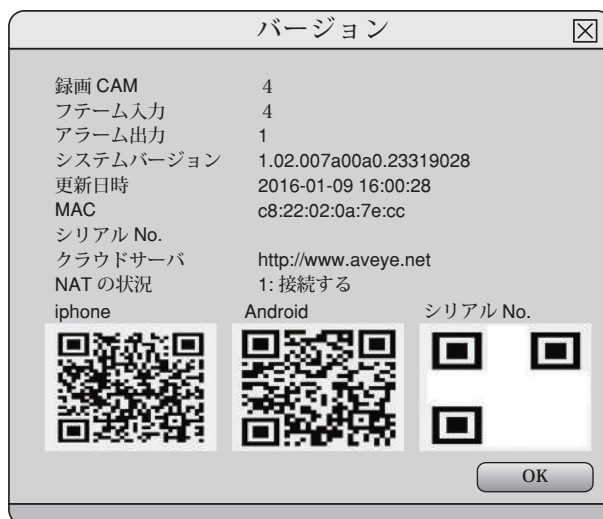 バージョン
録画 CAM 4
フテーム入力 4
アラーム出力 1
システムバージョン 1.02.007a00a0.23319028
更新日時 2016-01-09 16:00:28
MAC c8:22:02:0a:7e:cc
シリアル No.
クラウドサーバ http://www.aveye.net
NAT の状況 1: 接続する
iphone Android シリアル No.
OK